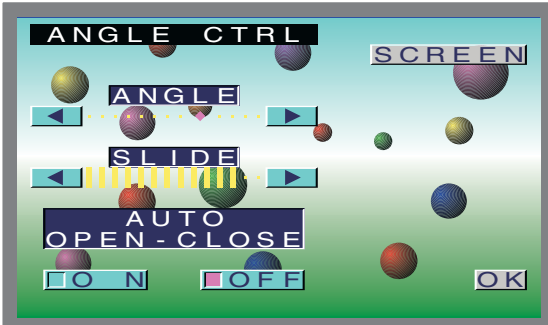 ANGLE CTRL
SCREEN
ANGLE
SLIDE
AUTO
OPEN-CLOSE
ON
OFF
OK